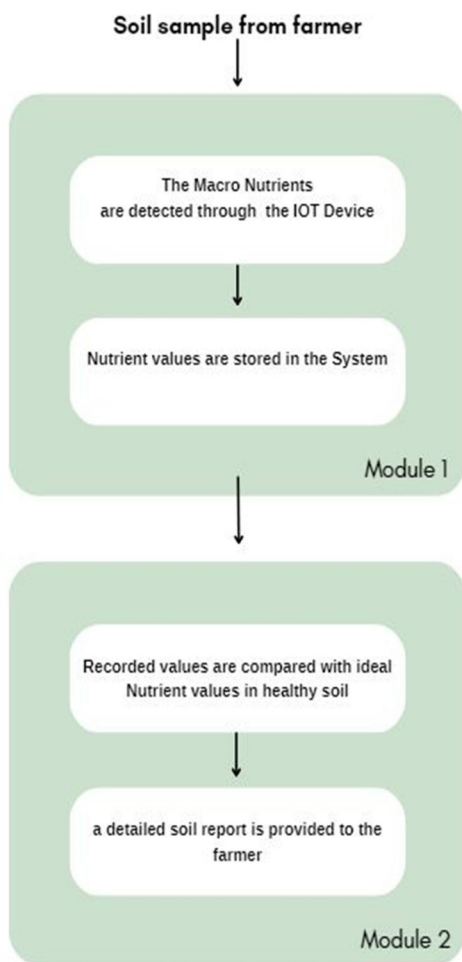 Soil sample from farmer
The Macro Nutrients
are detected through the IOT Device
Nutrient values are stored in the System
Module 1
Recorded values are compared with ideal
Nutrient values in healthy soil
a detailed soil report is provided to the
farmer
Module 2